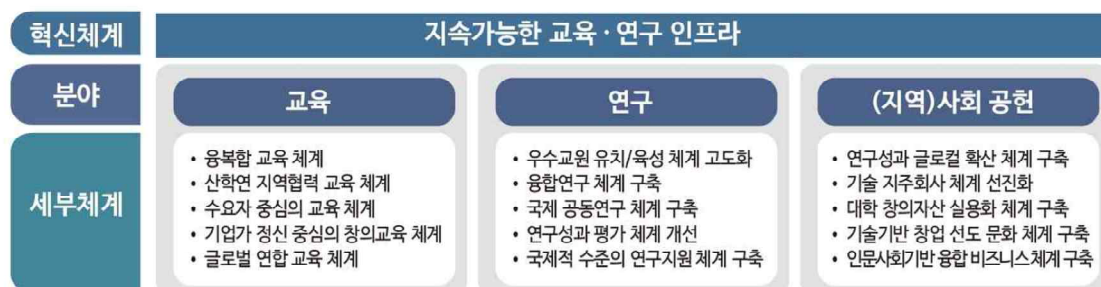 혁신체계
지속가능한 교육 · 연구 인프라
분야
교육
연구
(지역)사회 공헌
세부체계
• 융복합 교육 체계
• 산학연 지역협력 교육 체계
• 수요자 중심의 교육 체계
• 기업가 정신 중심의 창의교육 체계
• 글로벌 연합 교육 체계
• 우수교원 유치/육성 체계 고도화
• 융합연구 체계 구축
• 국제 공동연구 체계 구축
• 연구성과 평가 체계 개선
• 국제적 수준의 연구지원 체계 구축
• 연구성과 글로컬 확산 체계 구축
• 기술 지주회사 체계 선진화
• 대학 창의자산 실용화 체계 구축
• 기술기반 창업 선도 문화 체계 구축
• 인문사회기반 융합 비즈니스 체계 구축